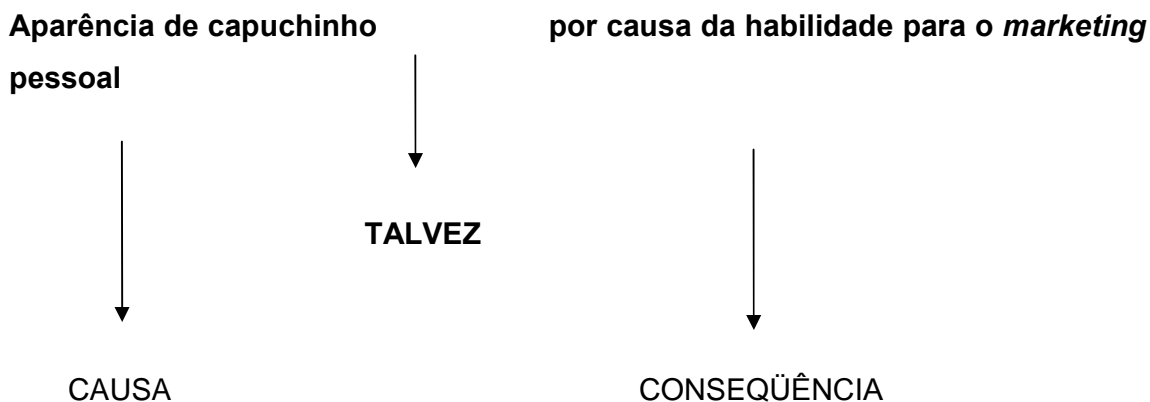 Aparência de capuchinho por causa da habilidade para o marketing
pessoal
TALVEZ
CAUSA CONSEQÜÊNCIA